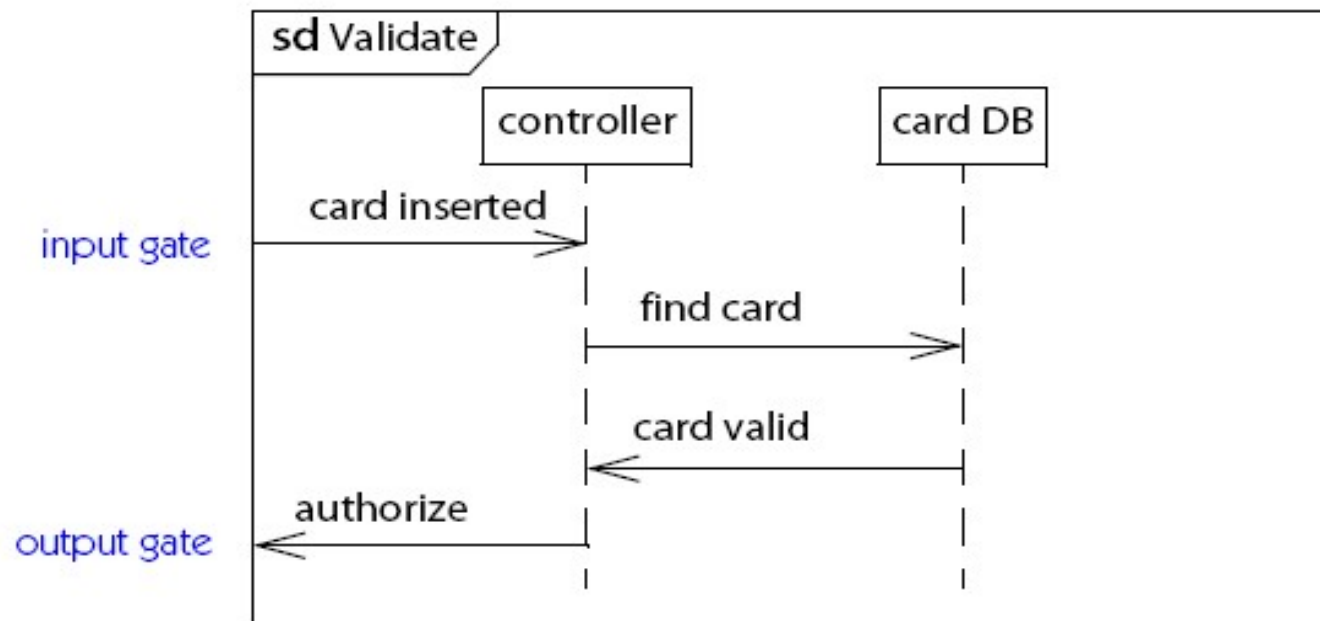 sd Validate
controller
card DB
card inserted
input gate
find card
card valid
authorize
output gate